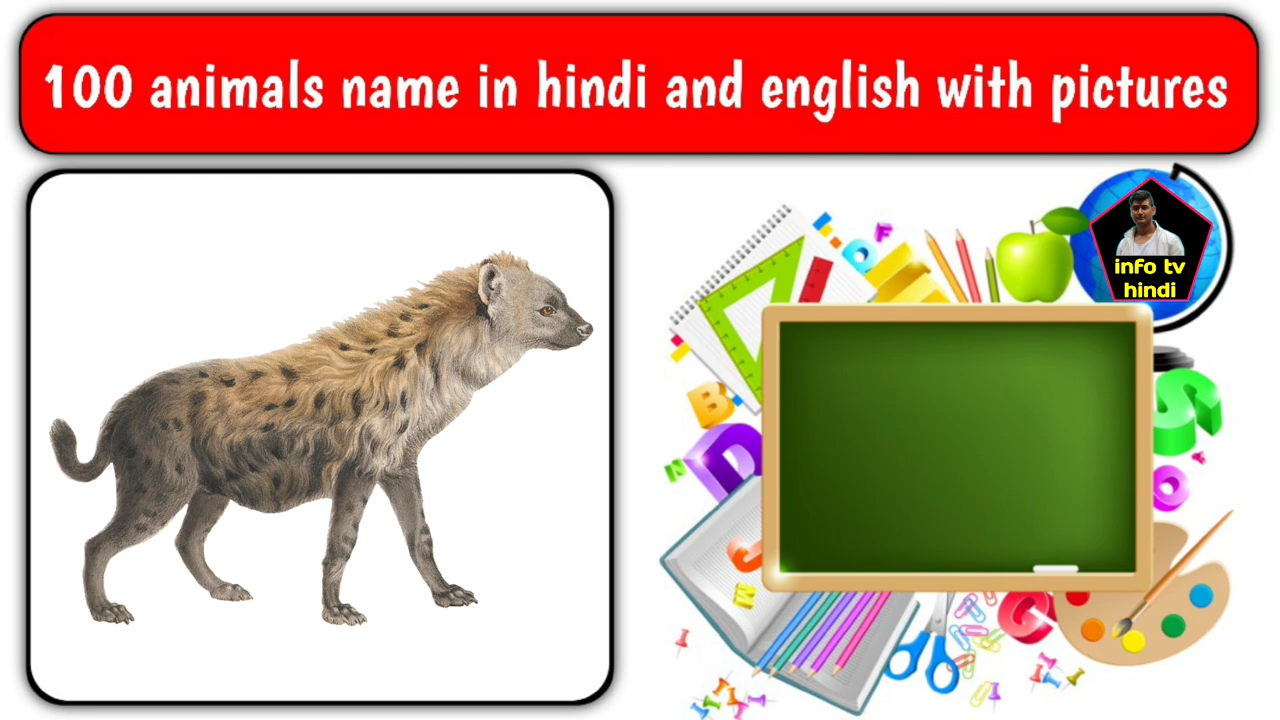 100 animals name in hindi and english with pictures
info tv
hindi
F
B
D
N
S
J
M
G